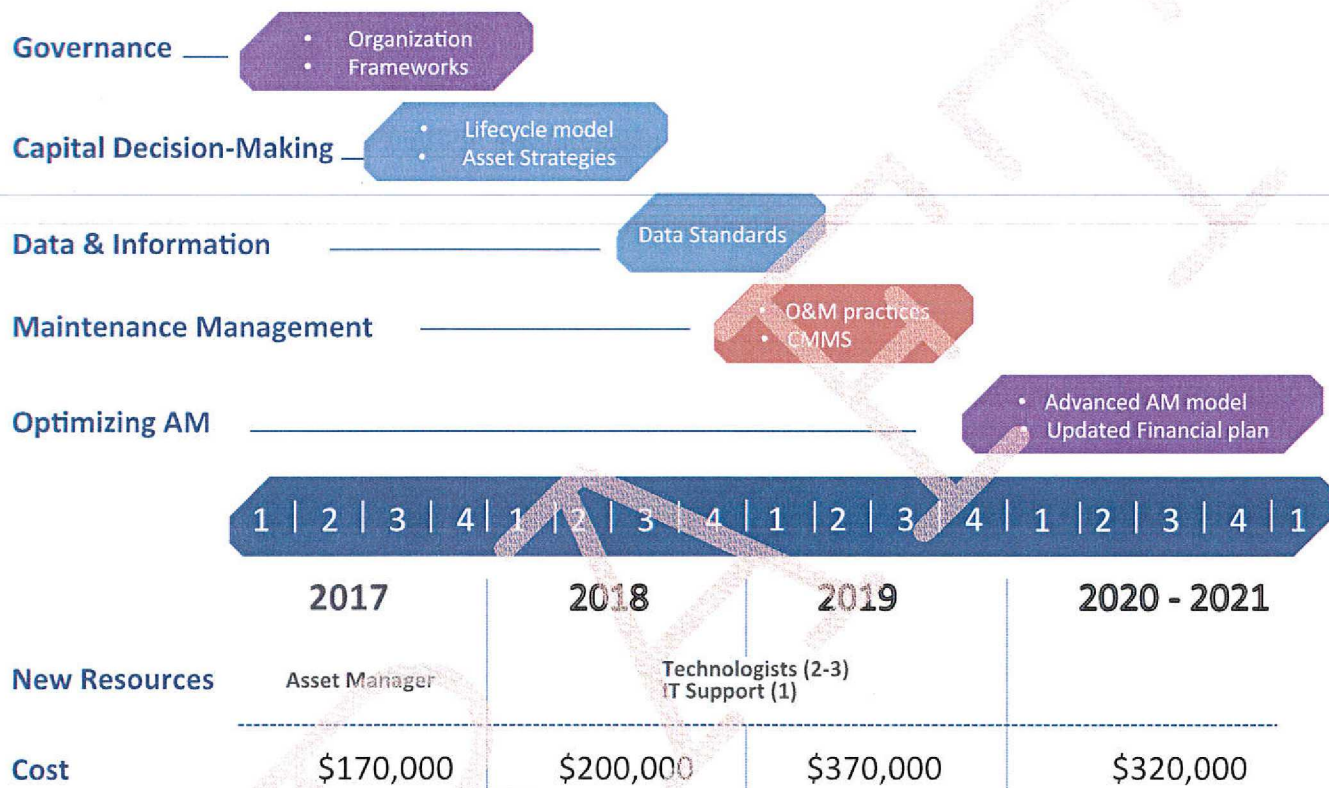 Governance
• Organization
• Frameworks
Capital Decision-Making
• Lifecycle model
• Asset Strategies
Data & Information
Data Standards
Maintenance Management
• O&M practices
• CMMS
Optimizing AM
• Advanced AM model
• Updated Financial plan
1 | 2 | 3 | 4 | 1 | 2 | 3 | 4 | 1 | 2 | 3 | 4 | 1 | 2 | 3 | 4 | 1
2017 2018 2019 2020 - 2021
New Resources Asset Manager Technologists (2-3)
IT Support (1)
Cost $170,000 $200,000 $370,000 $320,000